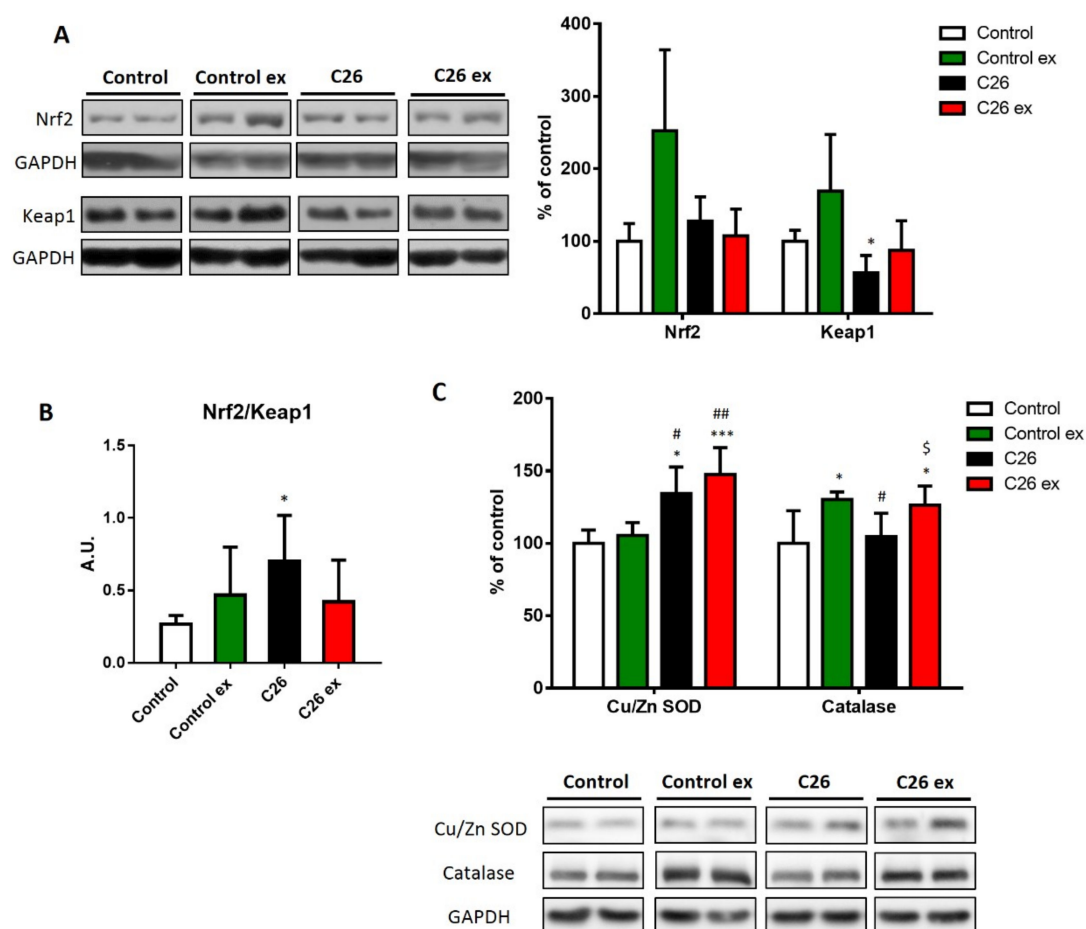 A
Control Control ex C26 C26 ex
Nrf2
GAPDH
Keap1
GAPDH
400
300
200
100
0
% of control
*
Nrf2 Keap1
Control
Control ex
C26
C26 ex
B
Nrf2/Keap1
1.5
1.0
0.5
0.0
A.U.
*
Control Control ex C26 C26 ex
C
200
150
100
50
0
% of control
# ## $
* *** * # *
Cu/Zn SOD Catalase
Control
Control ex
C26
C26 ex
Control Control ex C26 C26 ex
Cu/Zn SOD
Catalase
GAPDH